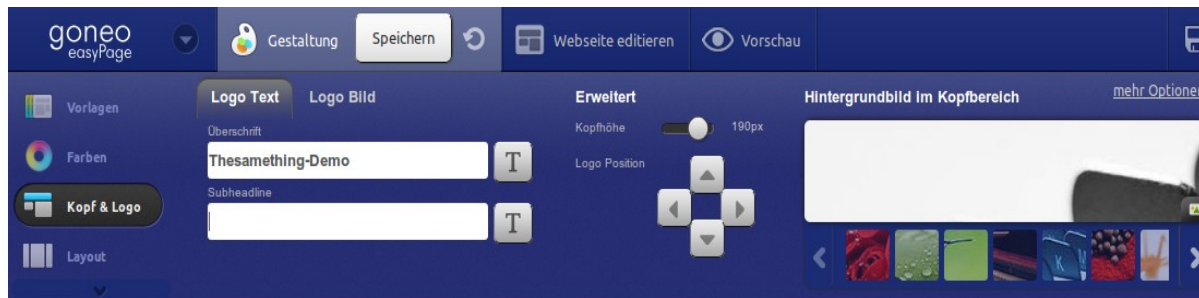 goneo
easyPage
Gestaltung
Speichern
Webseite editieren
Vorschau
Vorlagen
Farben
Kopf & Logo
Layout
Logo Text
Logo Bild
Überschrift
Thesamething-Demo
T
Subheadline
T
Erweitert
Kopfhöhe
190px
Logo Position
Hintergrundbild im Kopfbereich
mehr Optionen